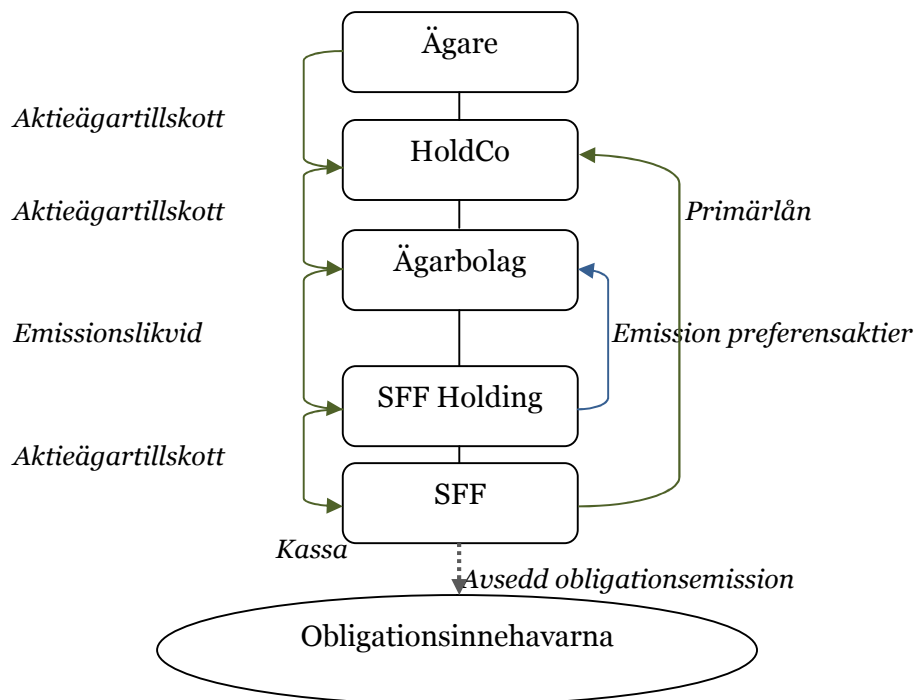 Ägare
Aktieägartillskott
HoldCo
Aktieägartillskott
Primärlån
Ägarbolag
Emissionslikvid
Emission preferensaktier
SFF Holding
Aktieägartillskott
SFF
Kassa
Avsedd obligationsemission
Obligationsinnehavarna